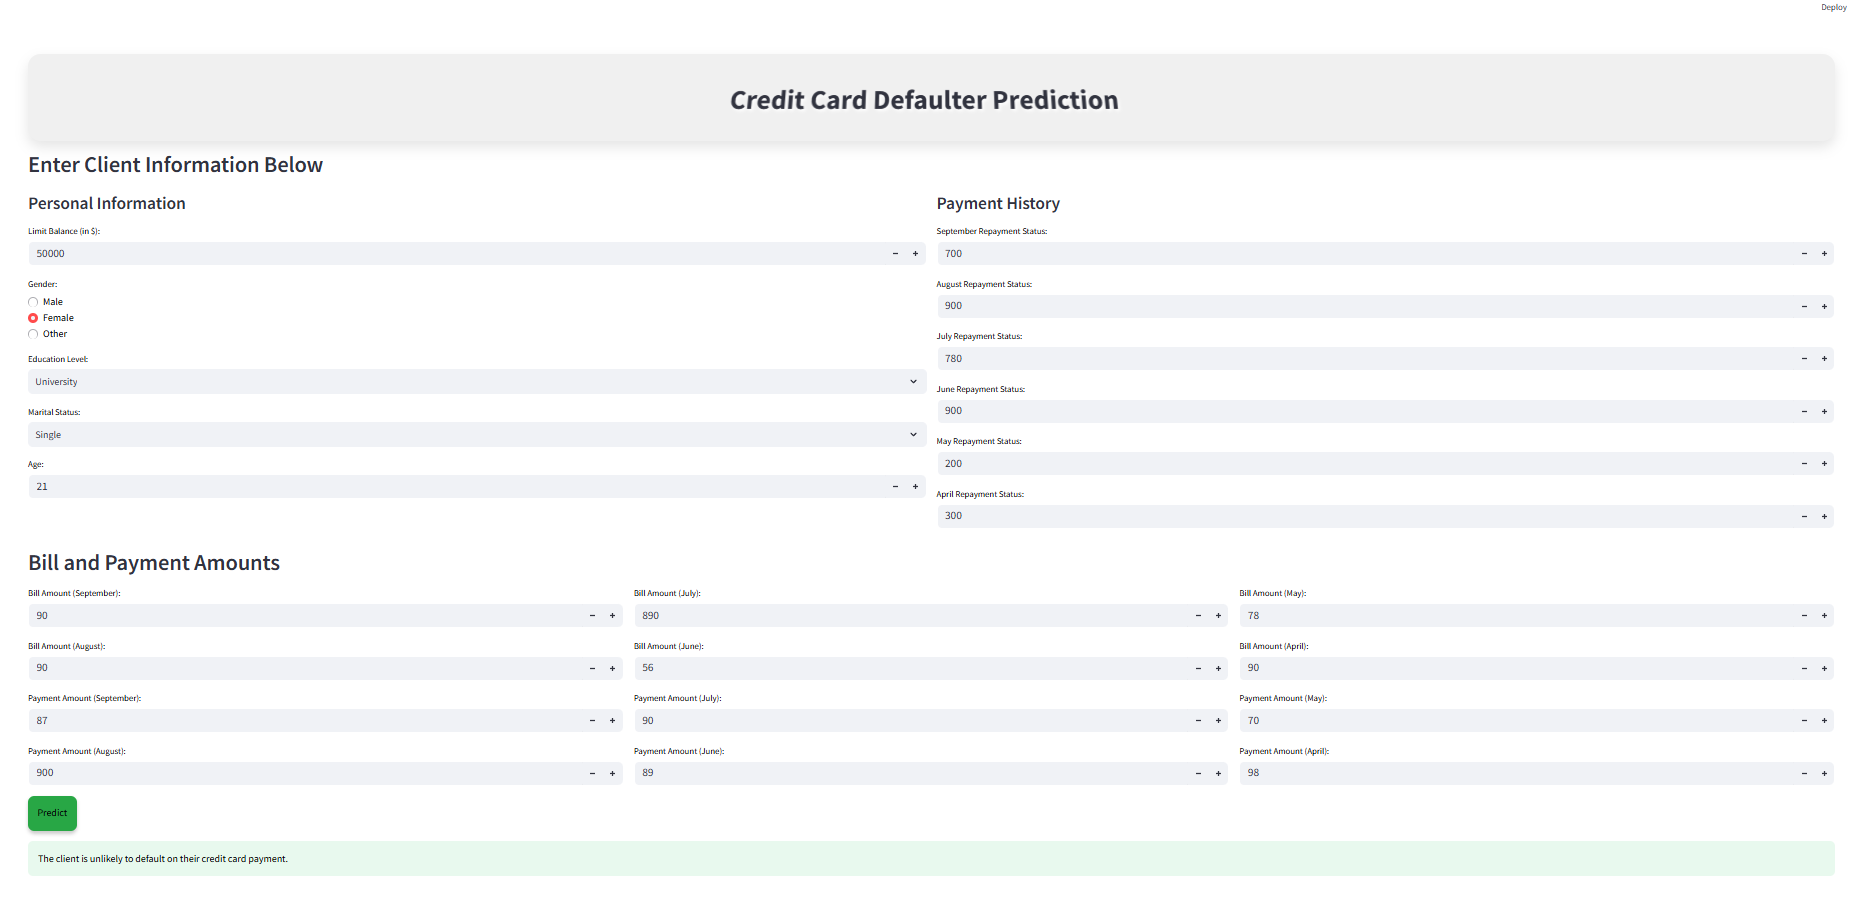 Deploy
Credit Card Defaulter Prediction
Enter Client Information Below
Personal Information
Limit Balance (in $):
50000
Gender:
Male
Female
Other
Education Level:
University
Marital Status:
Single
Age:
21
Payment History
September Repayment Status:
700
August Repayment Status:
900
July Repayment Status:
780
June Repayment Status:
900
May Repayment Status:
200
April Repayment Status:
300
Bill and Payment Amounts
Bill Amount (September):
90
Bill Amount (August):
90
Payment Amount (September):
87
Payment Amount (August):
900
Bill Amount (July):
890
Bill Amount (June):
56
Payment Amount (July):
90
Payment Amount (June):
89
Bill Amount (May):
78
Bill Amount (April):
90
Payment Amount (May):
70
Payment Amount (April):
98
Predict
The client is unlikely to default on their credit card payment.